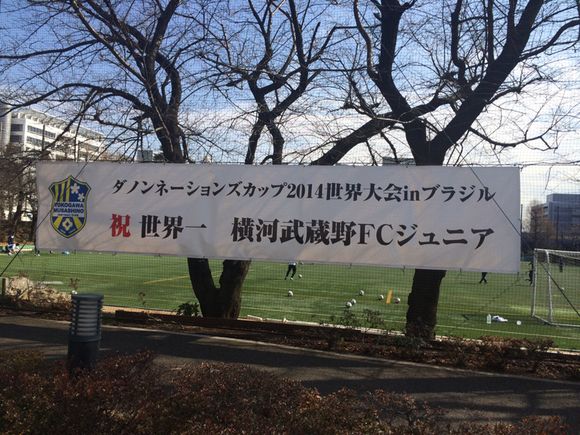 ダノンネーションズカップ2014世界大会inブラジル
YOKOGAWA
MUSASHINO
祝 世界一 横河武蔵野FCジュニア